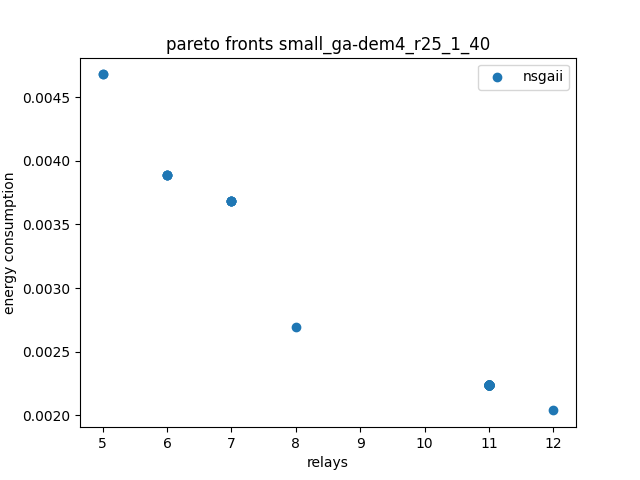 pareto fronts small_ga-dem4_r25_1_40
nsgaii
0.0045
0.0040
0.0035
0.0030
0.0025
0.0020
energy consumption
5 6 7 8 9 10 11 12
relays